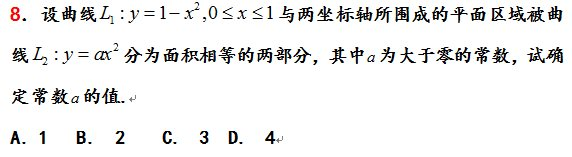 8．设曲线L₁：y=1−x²,0≤x≤1与两坐标轴所围成的平面区域被曲
线L₂：y=ax²分为面积相等的两部分，其中a为大于零的常数，试确
定常数a的值.
A．1 B． 2 C． 3 D． 4